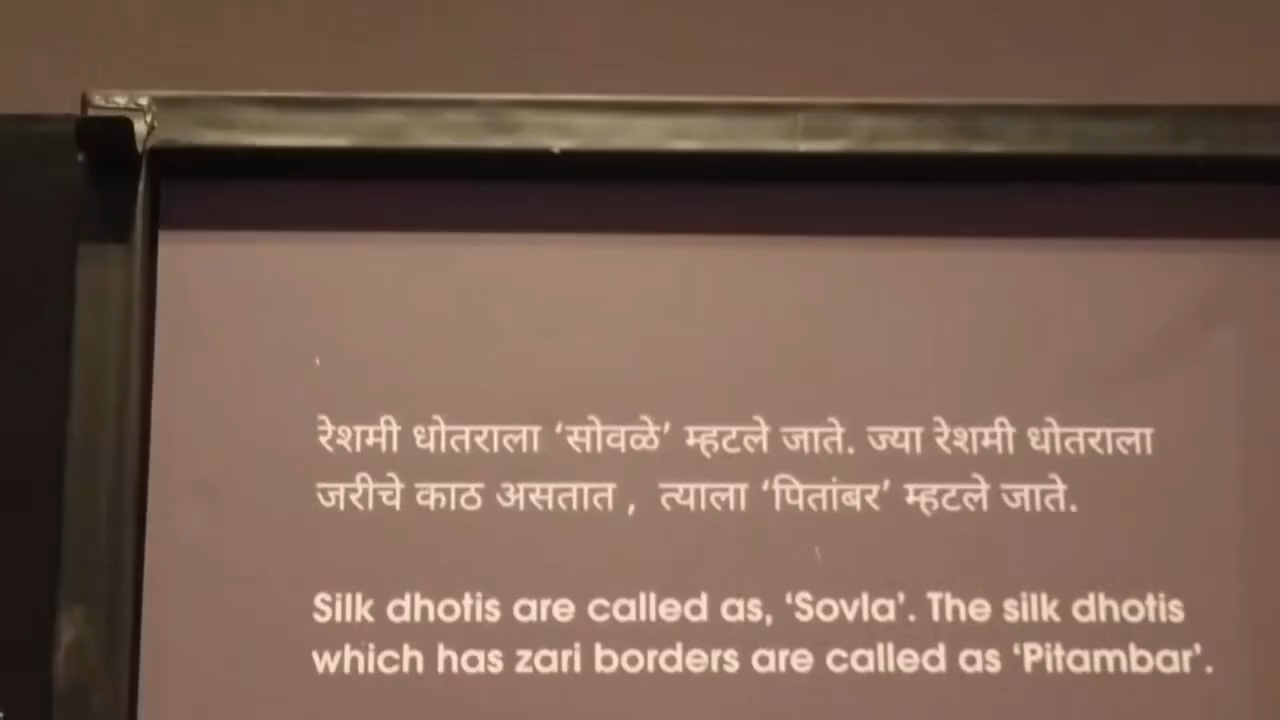 रेशमी धोतराला ‘सोवळे’ म्हटले जाते. ज्या रेशमी धोतराला
जरीचे काठ असतात , त्याला ‘पितांबर’ म्हटले जाते.
Silk dhotis are called as, ‘Sovla’. The silk dhotis
which has zari borders are called as ‘Pitambar’.